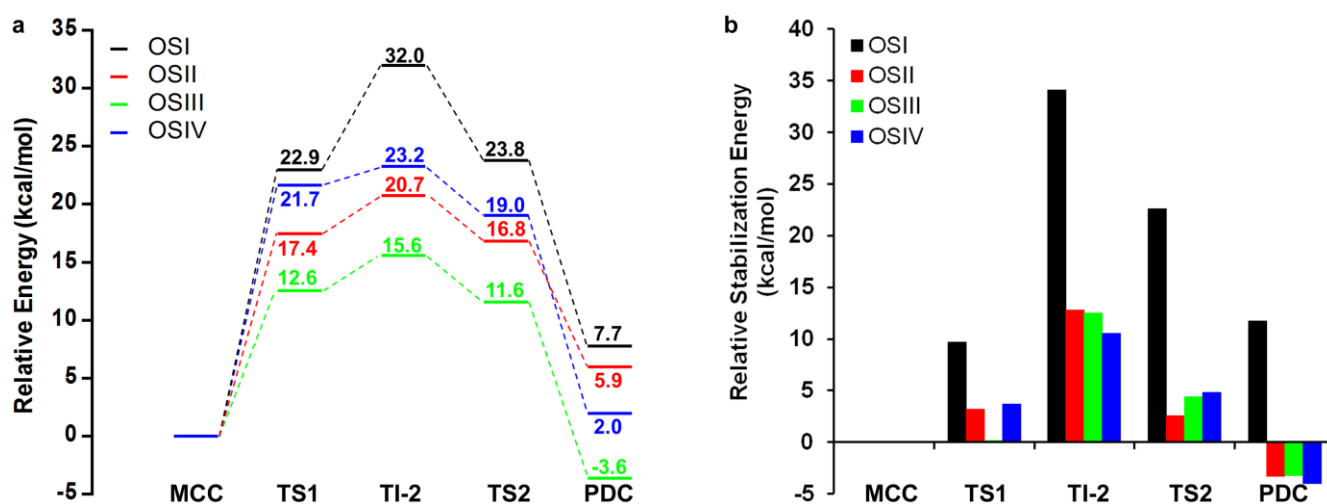 a
Relative Energy (kcal/mol)
35
30
25
20
15
10
5
0
-5
OSI
OSII
OSIII
OSIV
32.0
22.9
23.2
23.8
21.7
20.7
19.0
17.4
15.6
16.8
12.6
11.6
7.7
5.9
2.0
-3.6
MCC TS1 TI-2 TS2 PDC
b
Relative Stabilization Energy
(kcal/mol)
40
35
30
25
20
15
10
5
0
-5
OSI
OSII
OSIII
OSIV
MCC TS1 TI-2 TS2 PDC